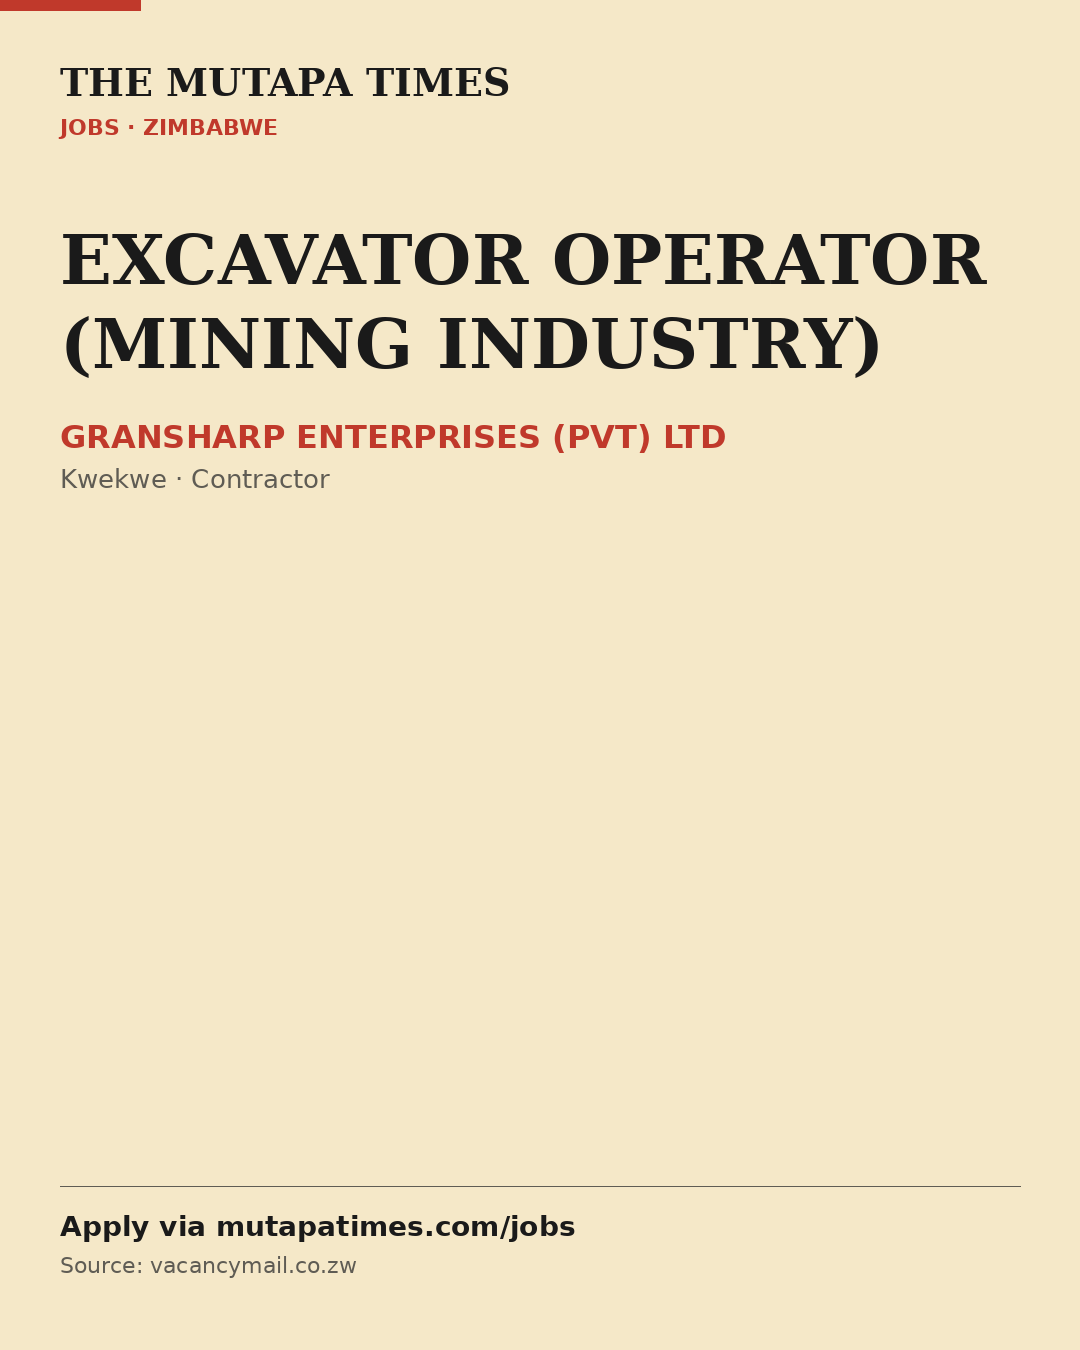 THE MUTAPA TIMES
JOBS · ZIMBABWE
EXCAVATOR OPERATOR
(MINING INDUSTRY)
GRANSHARP ENTERPRISES (PVT) LTD
Kwekwe · Contractor
Apply via mutapatimes.com/jobs
Source: vacancymail.co.zw